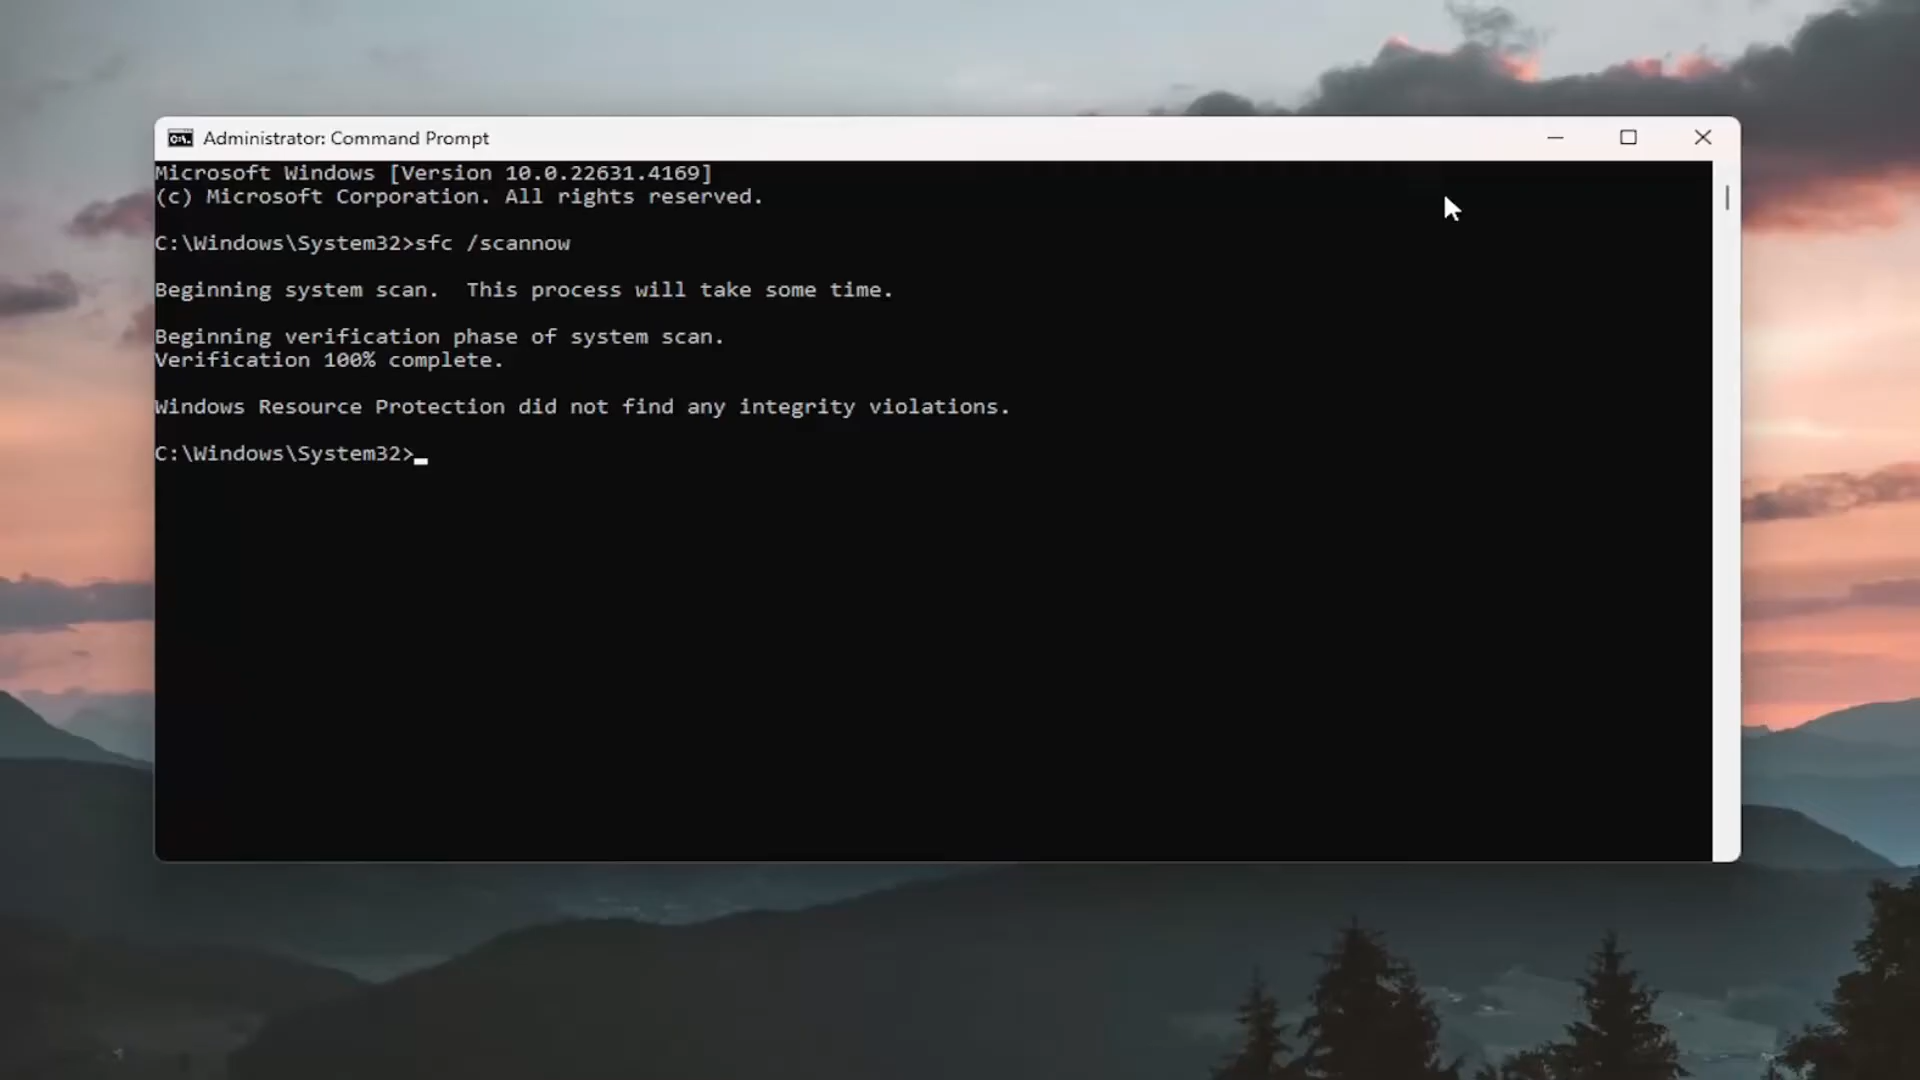 Administrator: Command Prompt
Microsoft Windows [Version 10.0.22631.4169]
(c) Microsoft Corporation. All rights reserved.
C:\Windows\System32>sfc /scannow
Beginning system scan.  This process will take some time.
Beginning verification phase of system scan.
Verification 100% complete.
Windows Resource Protection did not find any integrity violations.
C:\Windows\System32>